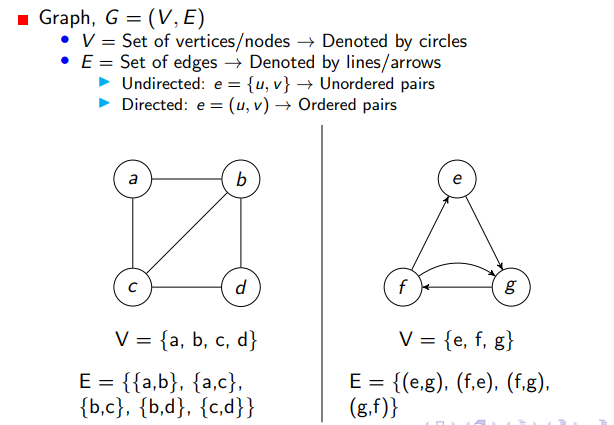 Graph, G = (V, E)
V = Set of vertices/nodes → Denoted by circles
E = Set of edges → Denoted by lines/arrows
Undirected: e = {u, v} → Unordered pairs
Directed: e = (u, v) → Ordered pairs
a
b
c
d
V = {a, b, c, d}
E = {{a,b}, {a,c},
{b,c}, {b,d}, {c,d}}
e
f
g
V = {e, f, g}
E = {(e,g), (f,e), (f,g),
(g,f)}